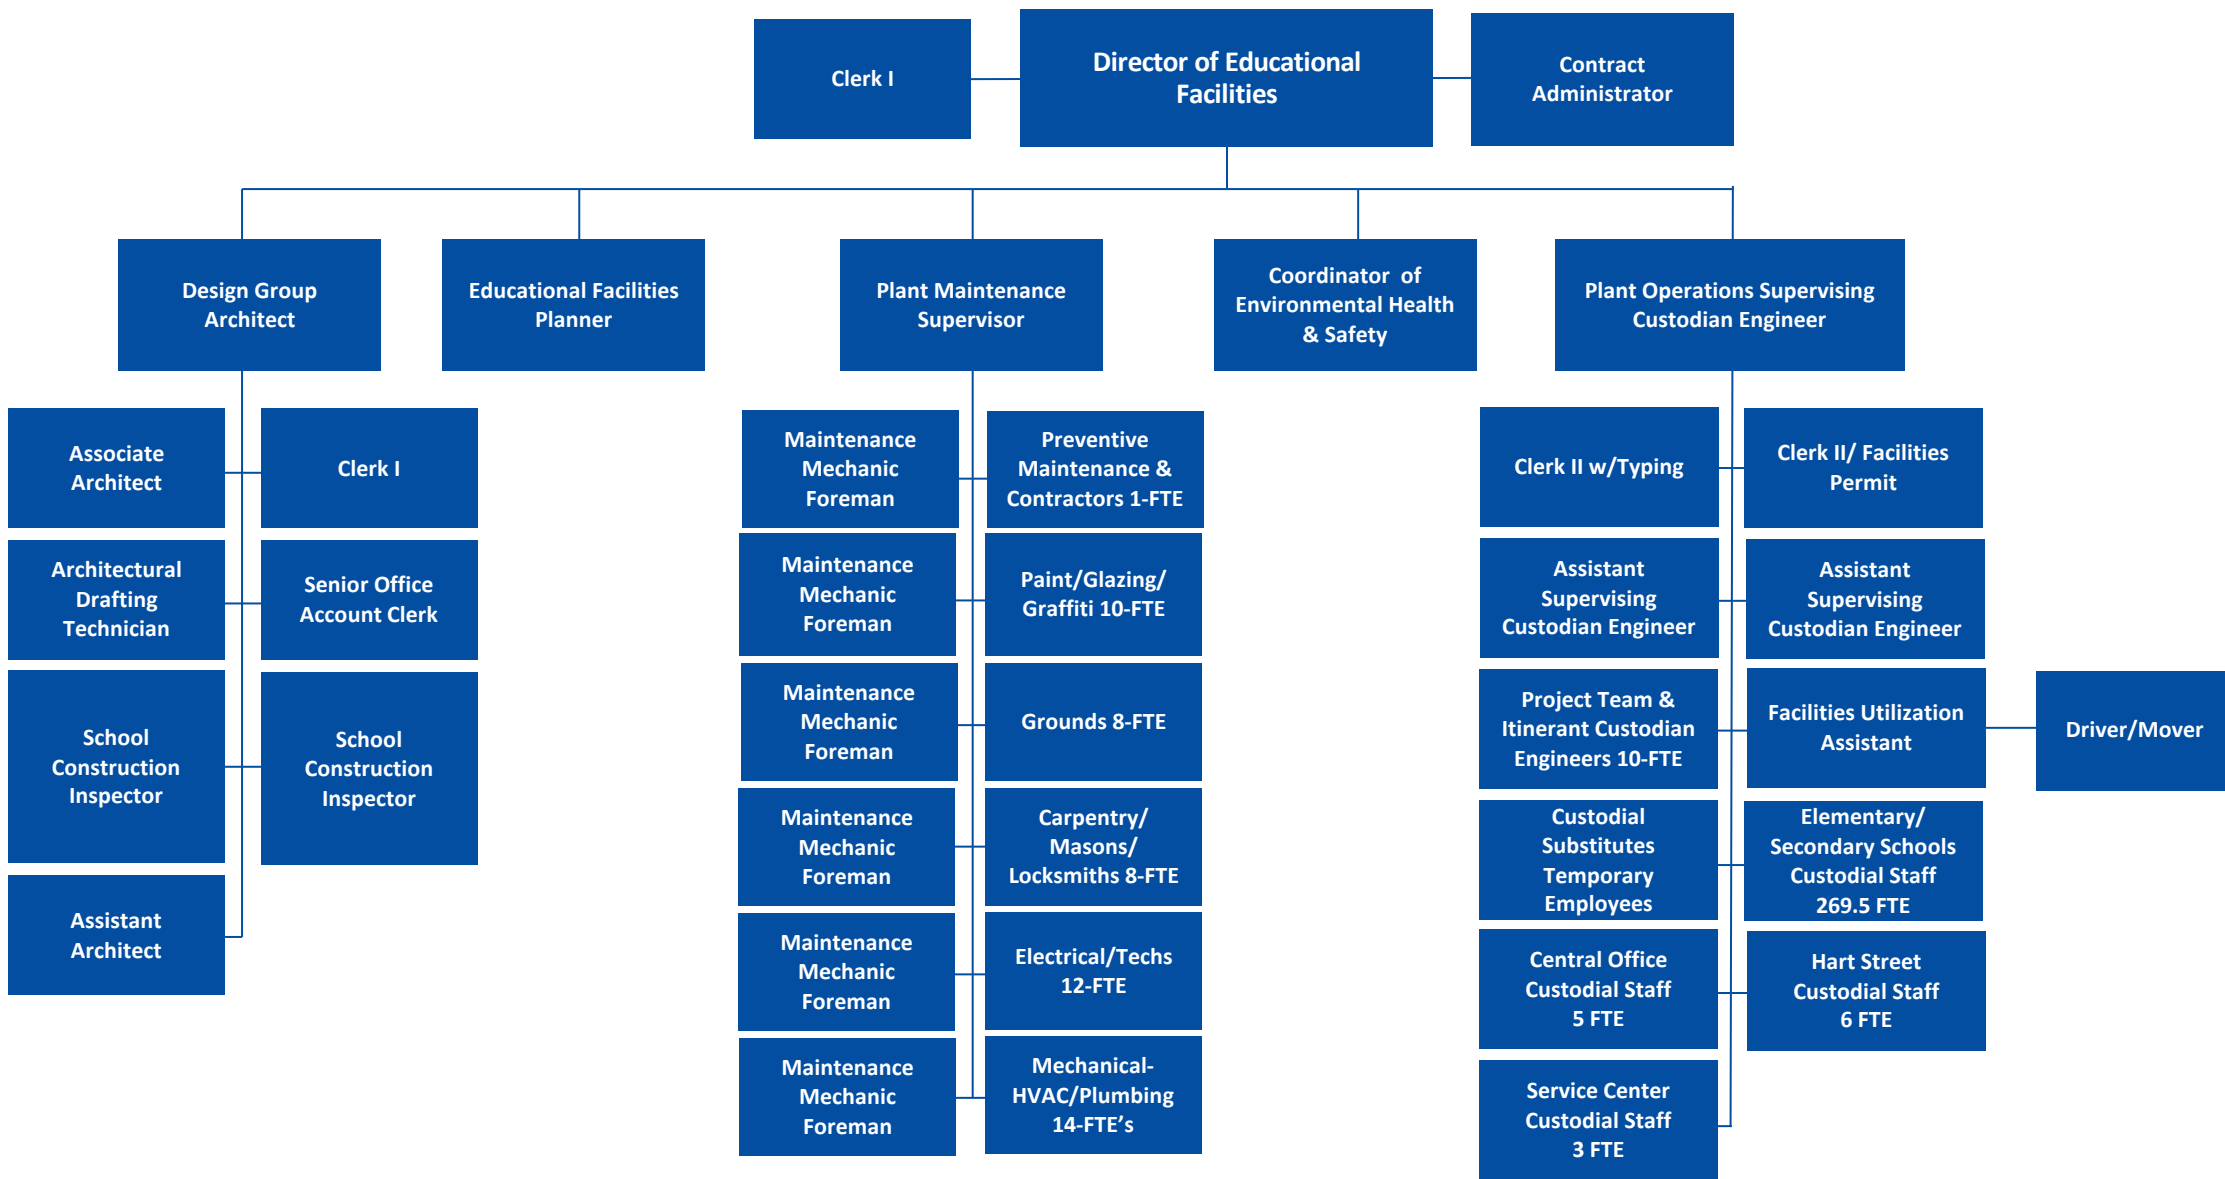 Clerk I
Director of Educational
Facilities
Contract
Administrator
Design Group
Architect
Educational Facilities
Planner
Plant Maintenance
Supervisor
Coordinator of
Environmental Health
& Safety
Plant Operations Supervising
Custodian Engineer
Associate
Architect
Clerk I
Architectural
Drafting
Technician
Senior Office
Account Clerk
School
Construction
Inspector
School
Construction
Inspector
Assistant
Architect
Maintenance
Mechanic
Foreman
Preventive
Maintenance &
Contractors 1-FTE
Maintenance
Mechanic
Foreman
Paint/Glazing/
Graffiti 10-FTE
Maintenance
Mechanic
Foreman
Grounds 8-FTE
Maintenance
Mechanic
Foreman
Carpentry/
Masons/
Locksmiths 8-FTE
Maintenance
Mechanic
Foreman
Electrical/Techs
12-FTE
Maintenance
Mechanic
Foreman
Mechanical-
HVAC/Plumbing
14-FTE’s
Clerk II w/Typing
Clerk II/ Facilities
Permit
Assistant
Supervising
Custodian Engineer
Assistant
Supervising
Custodian Engineer
Project Team &
Itinerant Custodian
Engineers 10-FTE
Facilities Utilization
Assistant
Driver/Mover
Custodial
Substitutes
Temporary
Employees
Elementary/
Secondary Schools
Custodial Staff
269.5 FTE
Central Office
Custodial Staff
5 FTE
Hart Street
Custodial Staff
6 FTE
Service Center
Custodial Staff
3 FTE